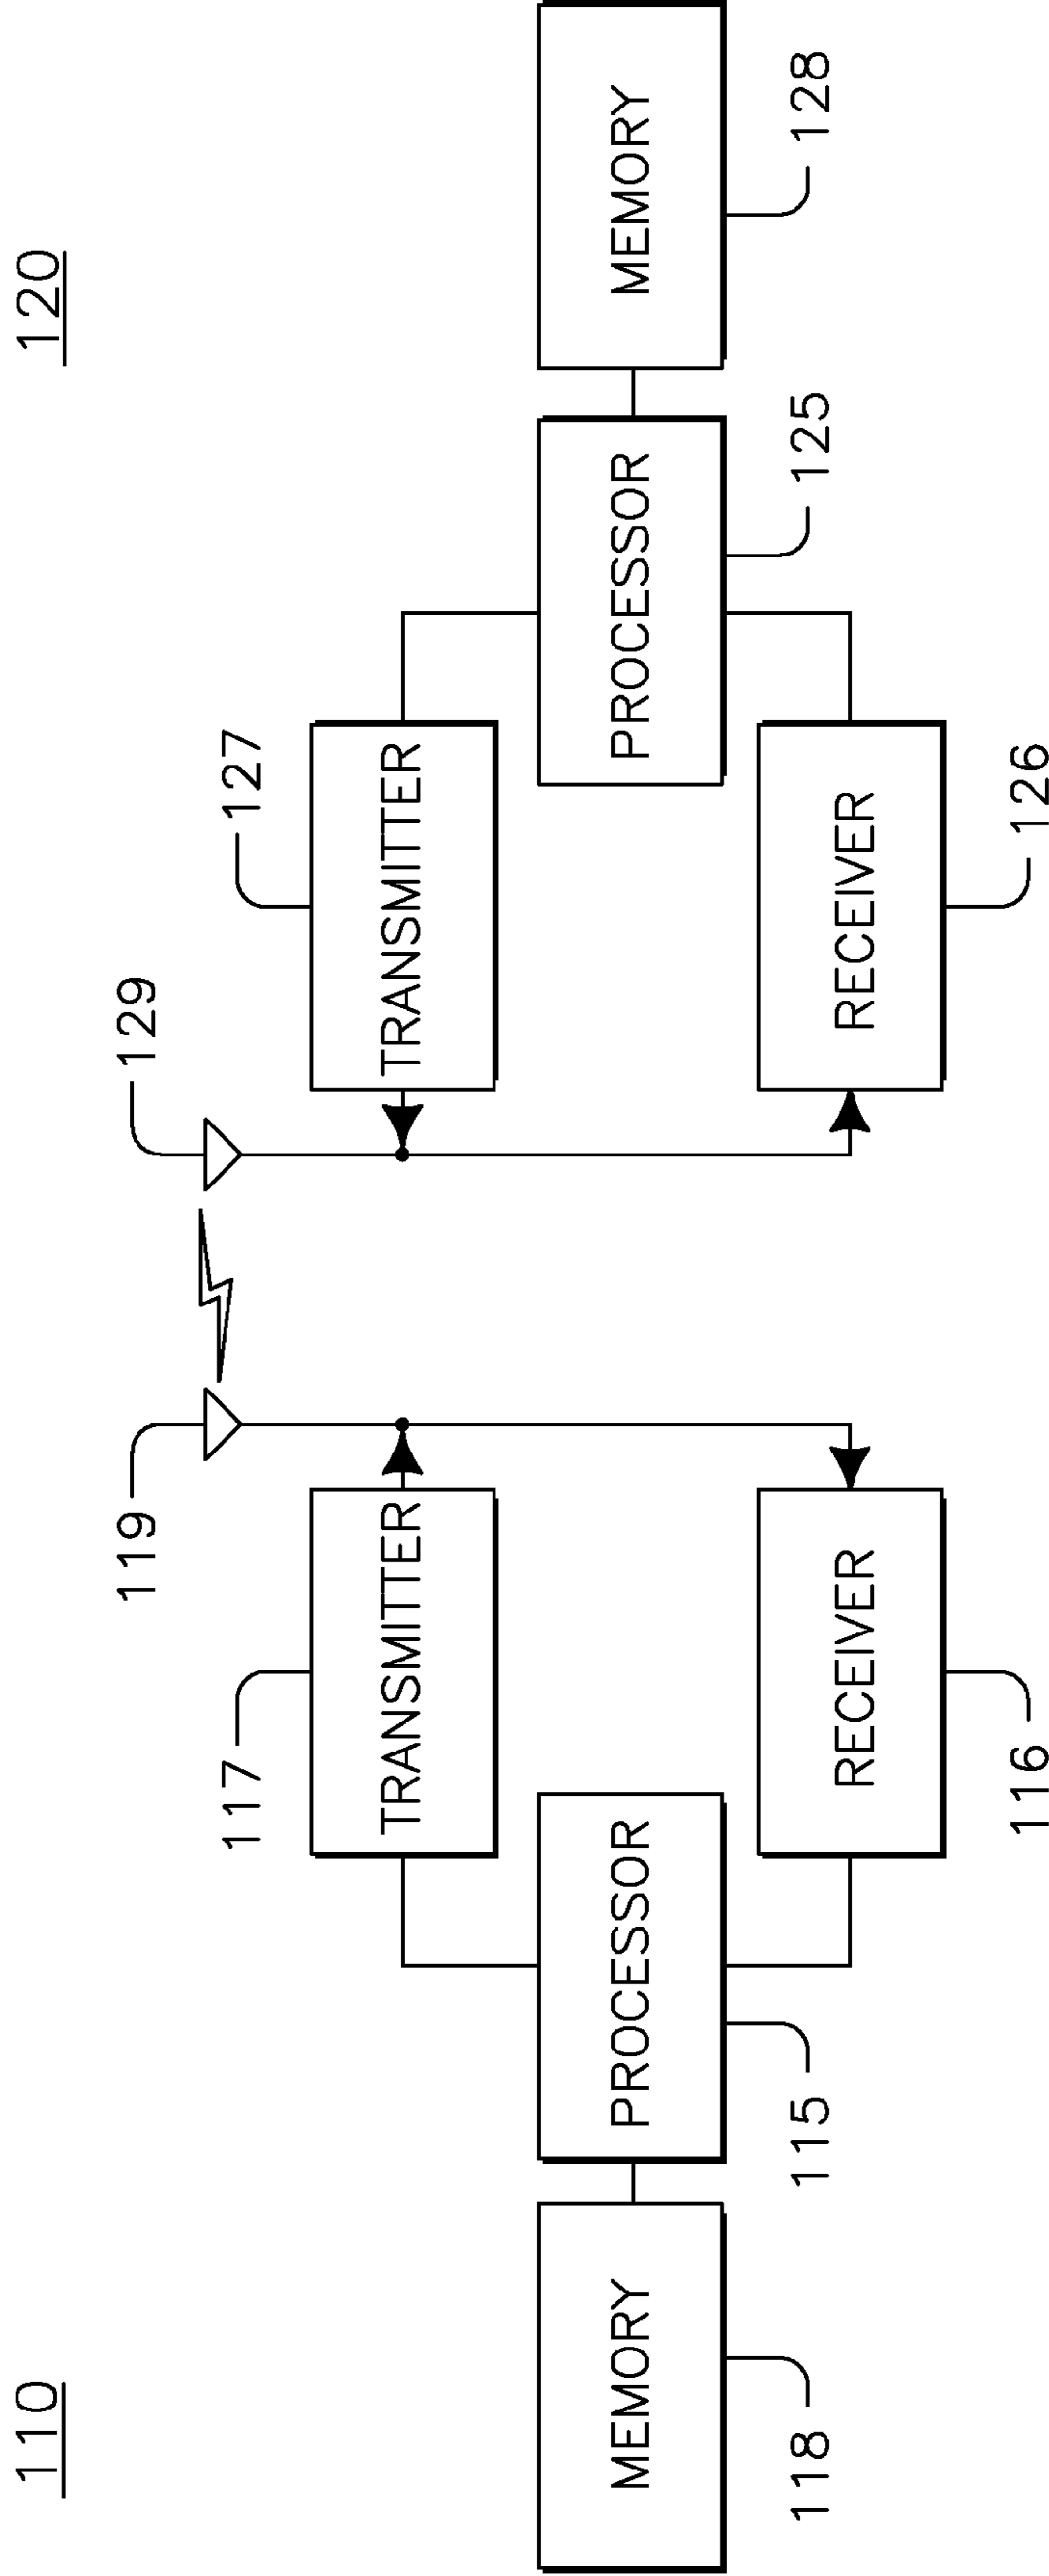 110
120
119
129
117
TRANSMITTER
127
TRANSMITTER
MEMORY
PROCESSOR
PROCESSOR
MEMORY
118
115
125
128
RECEIVER
RECEIVER
116
126